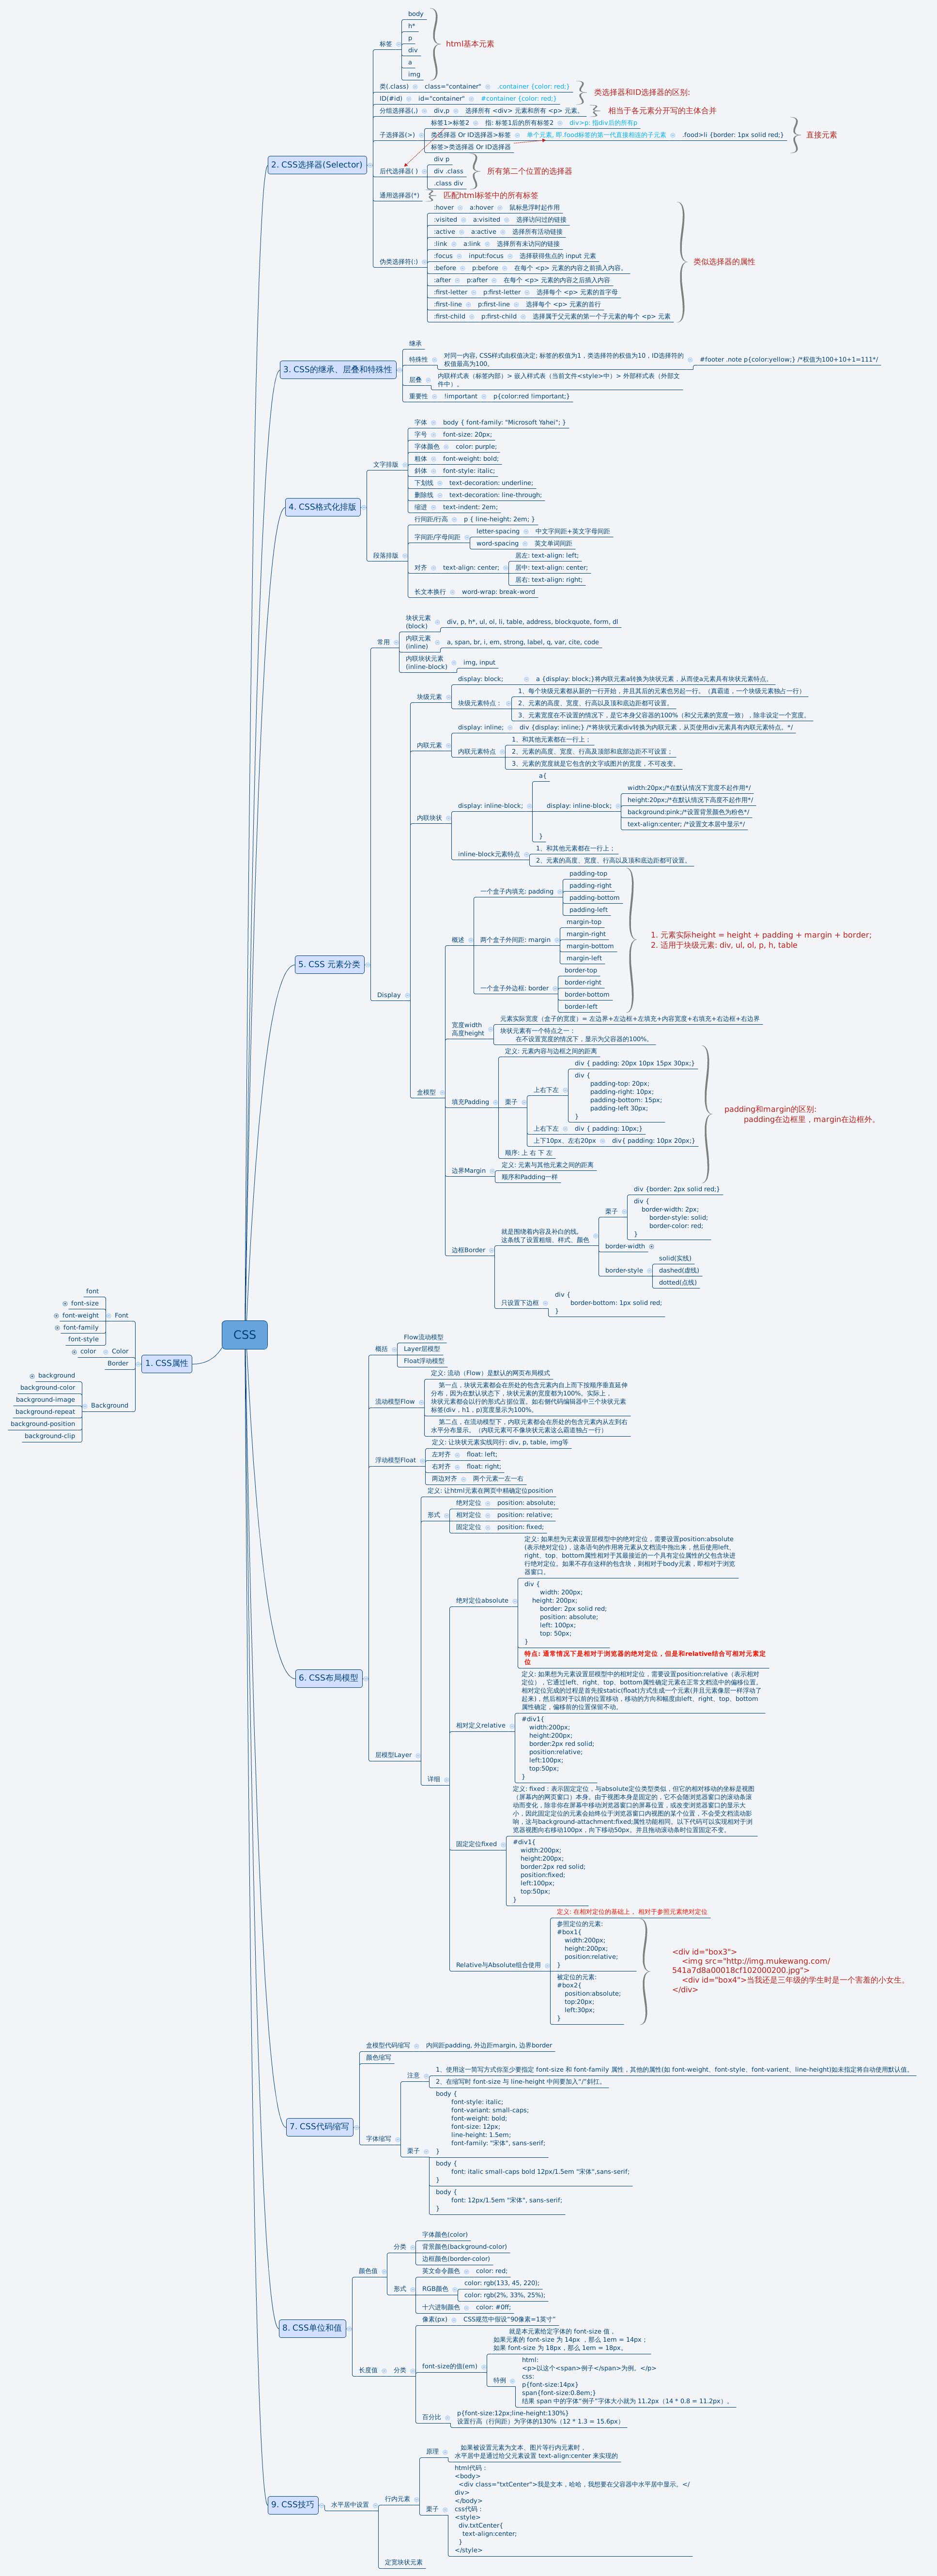 CSS
1. CSS属性
Font
font
font-size
font-weight
font-family
font-style
Color
color
Border
Background
background
background-color
background-image
background-repeat
background-position
background-clip
2. CSS选择器(Selector)
标签
body
h*
p
div
a
img
html基本元素
类(.class)
class="container"
.container {color: red;}
ID(#id)
id="container"
#container {color: red;}
类选择器和ID选择器的区别:
分组选择器(,)
div,p
选择所有 <div> 元素和所有 <p> 元素。
相当于各元素分开写的主体合并
子选择器(>)
标签1>标签2
指: 标签1后的所有标签2
div>p: 指div后的所有p
类选择器 Or ID选择器>标签
单个元素, 即.food标签的第一代直接相连的子元素
.food>li {border: 1px solid red;}
标签>类选择器 Or ID选择器
直接元素
后代选择器( )
div p
div .class
.class div
所有第二个位置的选择器
通用选择器(*)
匹配html标签中的所有标签
伪类选择符(:)
:hover
a:hover
鼠标悬浮时起作用
:visited
a:visited
选择访问过的链接
:active
a:active
选择所有活动链接
:link
a:link
选择所有未访问的链接
:focus
input:focus
选择获得焦点的 input 元素
:before
p:before
在每个 <p> 元素的内容之前插入内容。
:after
p:after
在每个 <p> 元素的内容之后插入内容
:first-letter
p:first-letter
选择每个 <p> 元素的首字母
:first-line
p:first-line
选择每个 <p> 元素的首行
:first-child
p:first-child
选择属于父元素的第一个子元素的每个 <p> 元素
类似选择器的属性
3. CSS的继承、层叠和特殊性
继承
特殊性
对同一内容, CSS样式由权值决定; 标签的权值为1，类选择符的权值为10，ID选择符的
权值最高为100。
#footer .note p{color:yellow;} /*权值为100+10+1=111*/
层叠
内联样式表（标签内部）> 嵌入样式表（当前文件<style>中）> 外部样式表（外部文
件中）。
重要性
!important
p{color:red !important;}
4. CSS格式化排版
文字排版
字体
body { font-family: "Microsoft Yahei"; }
字号
font-size: 20px;
字体颜色
color: purple;
粗体
font-weight: bold;
斜体
font-style: italic;
下划线
text-decoration: underline;
删除线
text-decoration: line-through;
缩进
text-indent: 2em;
段落排版
行间距/行高
p { line-height: 2em; }
字间距/字母间距
letter-spacing
中文字间距+英文字母间距
word-spacing
英文单词间距
对齐
text-align: center;
居左: text-align: left;
居中: text-align: center;
居右: text-align: right;
长文本换行
word-wrap: break-word
5. CSS 元素分类
常用
块状元素
(block)
div, p, h*, ul, ol, li, table, address, blockquote, form, dl
内联元素
(inline)
a, span, br, i, em, strong, label, q, var, cite, code
内联块状元素
(inline-block)
img, input
Display
块级元素
display: block;
a {display: block;}将内联元素a转换为块状元素，从而使a元素具有块状元素特点。
块级元素特点：
1、每个块级元素都从新的一行开始，并且其后的元素也另起一行。（真霸道，一个块级元素独占一行）
2、元素的高度、宽度、行高以及顶和底边距都可设置。
3、元素宽度在不设置的情况下，是它本身父容器的100%（和父元素的宽度一致），除非设定一个宽度。
内联元素
display: inline;
div {display: inline;} /*将块状元素div转换为内联元素，从页使用div元素具有内联元素特点。*/
内联元素特点
1、和其他元素都在一行上；
2、元素的高度、宽度、行高及顶部和底部边距不可设置；
3、元素的宽度就是它包含的文字或图片的宽度，不可改变。
内联块状
display: inline-block;
a{
display: inline-block;
width:20px;/*在默认情况下宽度不起作用*/
height:20px;/*在默认情况下高度不起作用*/
background:pink;/*设置背景颜色为粉色*/
text-align:center; /*设置文本居中显示*/
}
inline-block元素特点
1、和其他元素都在一行上；
2、元素的高度、宽度、行高以及顶和底边距都可设置。
盒模型
概述
一个盒子内填充: padding
padding-top
padding-right
padding-bottom
padding-left
两个盒子外间距: margin
margin-top
margin-right
margin-bottom
margin-left
一个盒子外边框: border
border-top
border-right
border-bottom
border-left
1. 元素实际height = height + padding + margin + border;
2. 适用于块级元素: div, ul, ol, p, h, table
宽度width
高度height
元素实际宽度（盒子的宽度）= 左边界+左边框+左填充+内容宽度+右填充+右边框+右边界
块状元素有一个特点之一：
在不设置宽度的情况下，显示为父容器的100%。
填充Padding
定义: 元素内容与边框之间的距离
栗子
上右下左
div { padding: 20px 10px 15px 30px;}
div {
padding-top: 20px;
padding-right: 10px;
padding-bottom: 15px;
padding-left 30px;
}
上右下左
div { padding: 10px;}
上下10px、左右20px
div{ padding: 10px 20px;}
顺序: 上 右 下 左
边界Margin
定义: 元素与其他元素之间的距离
顺序和Padding一样
padding和margin的区别:
padding在边框里，margin在边框外。
边框Border
就是围绕着内容及补白的线,
这条线了设置粗细、样式、颜色
栗子
div {border: 2px solid red;}
div {
border-width: 2px;
border-style: solid;
border-color: red;
}
border-width
border-style
solid(实线)
dashed(虚线)
dotted(点线)
只设置下边框
div {
border-bottom: 1px solid red;
}
6. CSS布局模型
概括
Flow流动模型
Layer层模型
Float浮动模型
流动模型Flow
定义: 流动（Flow）是默认的网页布局模式
第一点，块状元素都会在所处的包含元素内自上而下按顺序垂直延伸
分布，因为在默认状态下，块状元素的宽度都为100%。实际上，
块状元素都会以行的形式占据位置。如右侧代码编辑器中三个块状元素
标签(div，h1，p)宽度显示为100%。
第二点，在流动模型下，内联元素都会在所处的包含元素内从左到右
水平分布显示。（内联元素可不像块状元素这么霸道独占一行）
浮动模型Float
定义: 让块状元素实线同行: div, p, table, img等
左对齐
float: left;
右对齐
float: right;
两边对齐
两个元素一左一右
层模型Layer
定义: 让html元素在网页中精确定位position
形式
绝对定位
position: absolute;
相对定位
position: relative;
固定定位
position: fixed;
详细
绝对定位absolute
定义: 如果想为元素设置层模型中的绝对定位，需要设置position:absolute
(表示绝对定位)，这条语句的作用将元素从文档流中拖出来，然后使用left、
right、top、bottom属性相对于其最接近的一个具有定位属性的父包含块进
行绝对定位。如果不存在这样的包含块，则相对于body元素，即相对于浏览
器窗口。
div {
width: 200px;
height: 200px;
border: 2px solid red;
position: absolute;
left: 100px;
top: 50px;
}
特点: 通常情况下是相对于浏览器的绝对定位，但是和relative结合可相对元素定
位
相对定义relative
定义: 如果想为元素设置层模型中的相对定位，需要设置position:relative（表示相对
定位），它通过left、right、top、bottom属性确定元素在正常文档流中的偏移位置。
相对定位完成的过程是首先按static(float)方式生成一个元素(并且元素像层一样浮动了
起来)，然后相对于以前的位置移动，移动的方向和幅度由left、right、top、bottom
属性确定，偏移前的位置保留不动。
#div1{
width:200px;
height:200px;
border:2px red solid;
position:relative;
left:100px;
top:50px;
}
固定定位fixed
定义: fixed：表示固定定位，与absolute定位类型类似，但它的相对移动的坐标是视图
（屏幕内的网页窗口）本身。由于视图本身是固定的，它不会随浏览器窗口的滚动条滚
动而变化，除非你在屏幕中移动浏览器窗口的屏幕位置，或改变浏览器窗口的显示大
小，因此固定定位的元素会始终位于浏览器窗口内视图的某个位置，不会受文档流动影
响，这与background-attachment:fixed;属性功能相同。以下代码可以实现相对于浏
览器视图向右移动100px，向下移动50px。并且拖动滚动条时位置固定不变。
#div1{
width:200px;
height:200px;
border:2px red solid;
position:fixed;
left:100px;
top:50px;
}
Relative与Absolute组合使用
定义: 在相对定位的基础上， 相对于参照元素绝对定位
参照定位的元素:
#box1{
width:200px;
height:200px;
position:relative;
}
被定位的元素:
#box2{
position:absolute;
top:20px;
left:30px;
}
<div id="box3">
<img src="http://img.mukewang.com/
541a7d8a00018cf102000200.jpg">
<div id="box4">当我还是三年级的学生时是一个害羞的小女生。
</div>
7. CSS代码缩写
盒模型代码缩写
内间距padding, 外边距margin, 边界border
颜色缩写
字体缩写
注意
1、使用这一简写方式你至少要指定 font-size 和 font-family 属性，其他的属性(如 font-weight、font-style、font-varient、line-height)如未指定将自动使用默认值。
2、在缩写时 font-size 与 line-height 中间要加入“/”斜扛。
栗子
body {
font-style: italic;
font-variant: small-caps;
font-weight: bold;
font-size: 12px;
line-height: 1.5em;
font-family: "宋体", sans-serif;
}
body {
font: italic small-caps bold 12px/1.5em "宋体",sans-serif;
}
body {
font: 12px/1.5em "宋体", sans-serif;
}
8. CSS单位和值
颜色值
分类
字体颜色(color)
背景颜色(background-color)
边框颜色(border-color)
形式
英文命令颜色
color: red;
RGB颜色
color: rgb(133, 45, 220);
color: rgb(2%, 33%, 25%);
十六进制颜色
color: #0ff;
长度值
分类
像素(px)
CSS规范中假设“90像素=1英寸”
font-size的值(em)
就是本元素给定字体的 font-size 值，
如果元素的 font-size 为 14px ，那么 1em = 14px；
如果 font-size 为 18px，那么 1em = 18px。
特例
html:
<p>以这个<span>例子</span>为例。</p>
css:
p{font-size:14px}
span{font-size:0.8em;}
结果 span 中的字体“例子”字体大小就为 11.2px（14 * 0.8 = 11.2px）。
百分比
p{font-size:12px;line-height:130%}
设置行高（行间距）为字体的130%（12 * 1.3 = 15.6px）
9. CSS技巧
水平居中设置
行内元素
原理
如果被设置元素为文本、图片等行内元素时，
水平居中是通过给父元素设置 text-align:center 来实现的
栗子
html代码：
<body>
<div class="txtCenter">我是文本，哈哈，我想要在父容器中水平居中显示。</
div>
</body>
css代码：
<style>
div.txtCenter{
text-align:center;
}
</style>
定宽块状元素